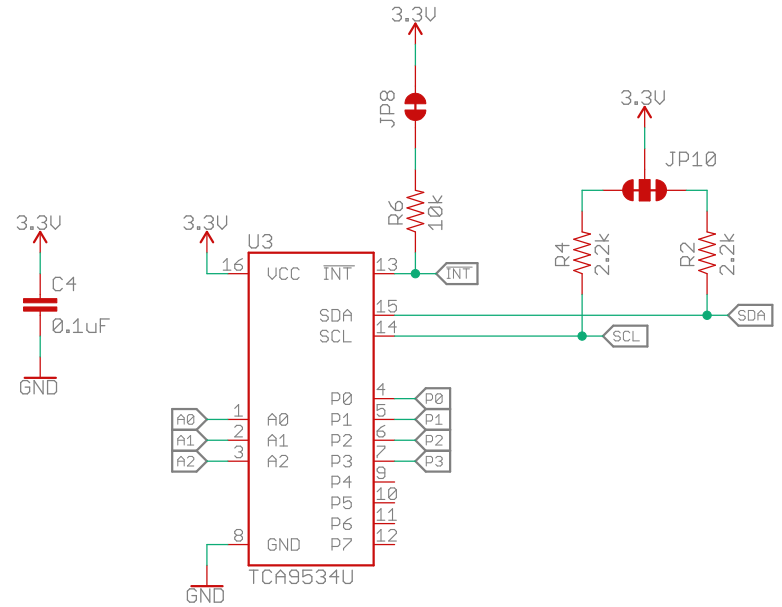 3.3V
JP8
R6
10k
3.3V
JP10
R4
2.2k
R2
2.2k
3.3V
C4
0.1uF
GND
3.3V
U3
16
VCC
INT
13
INT
SDA
15
SDA
SCL
14
SCL
P0
4
P0
A0
1
A0
P1
5
P1
A1
2
A1
P2
6
P2
A2
3
A2
P3
7
P3
P4
9
P5
10
P6
11
8
GND
P7
12
TCA9534U
GND